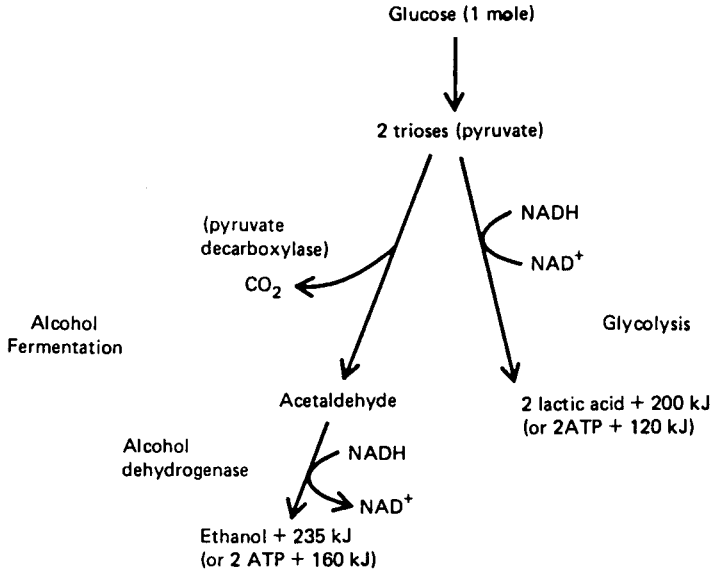 Glucose (1 mole)
2 trioses (pyruvate)
(pyruvate
decarboxylase)
CO2
NADH
NAD+
Alcohol
Fermentation
Glycolysis
Acetaldehyde
2 lactic acid + 200 kJ
(or 2ATP + 120 kJ)
Alcohol
dehydrogenase
NADH
NAD+
Ethanol + 235 kJ
(or 2 ATP + 160 kJ)